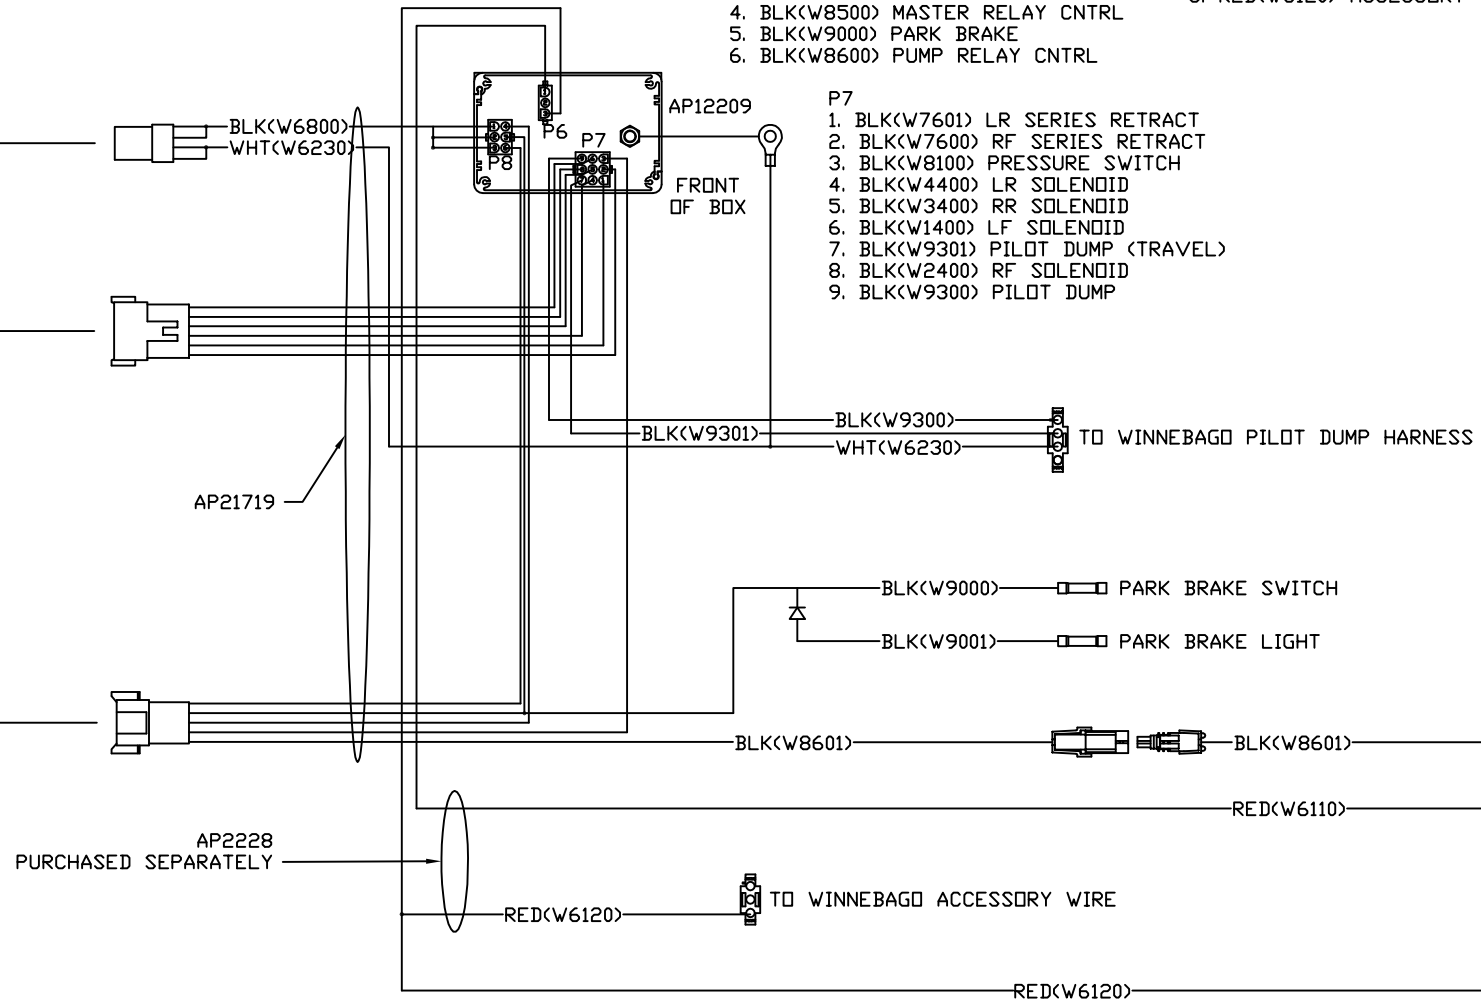 4. BLK(W8500) MASTER RELAY CNTRL
5. BLK(W9000) PARK BRAKE
6. BLK(W8600) PUMP RELAY CNTRL
P7
1. BLK(W7601) LR SERIES RETRACT
2. BLK(W7600) RF SERIES RETRACT
3. BLK(W8100) PRESSURE SWITCH
4. BLK(W4400) LR SOLENOID
5. BLK(W3400) RR SOLENOID
6. BLK(W1400) LF SOLENOID
7. BLK(W9301) PILOT DUMP (TRAVEL)
8. BLK(W2400) RF SOLENOID
9. BLK(W9300) PILOT DUMP
AP12209
P6
P7
P8
FRONT
OF BOX
BLK(W6800)
WHT(W6230)
BLK(W9300)
BLK(W9301)
WHT(W6230)
TO WINNEBAGO PILOT DUMP HARNESS
AP21719
BLK(W9000)
PARK BRAKE SWITCH
BLK(W9001)
PARK BRAKE LIGHT
BLK(W8601)
BLK(W8601)
RED(W6110)
AP2228
PURCHASED SEPARATELY
RED(W6120)
TO WINNEBAGO ACCESSORY WIRE
RED(W6120)